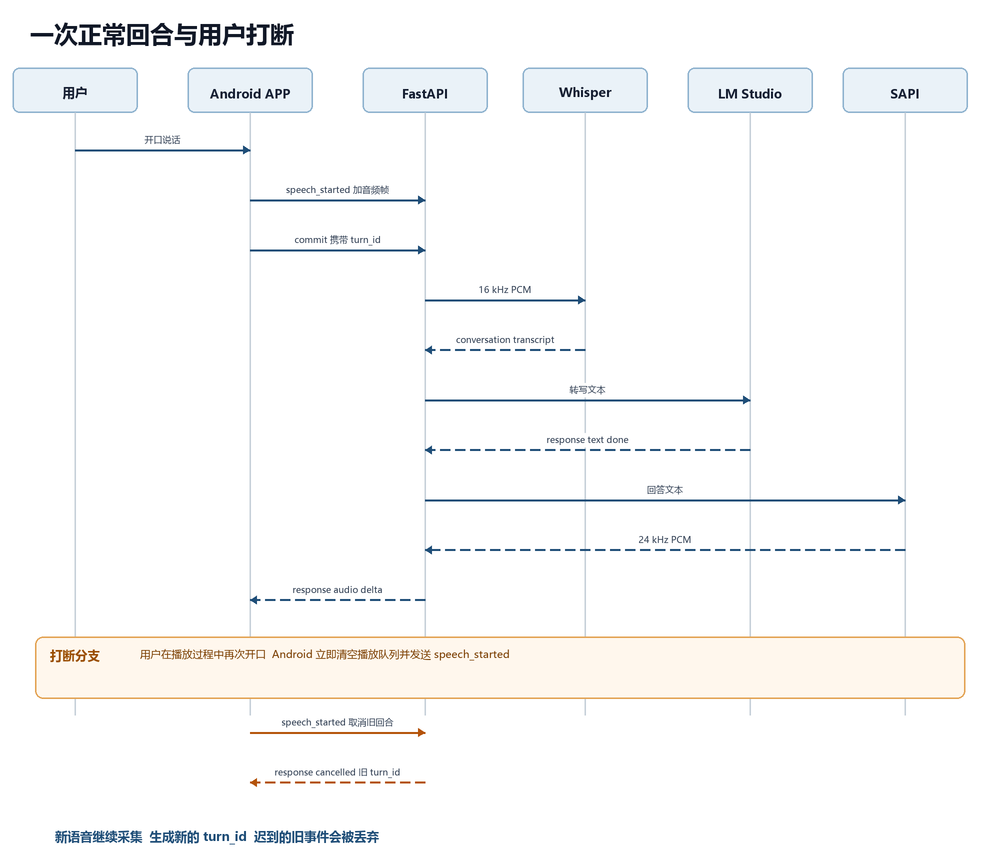 一次正常回合与用户打断
用户
Android APP
FastAPI
Whisper
LM Studio
SAPI
开口说话
speech_started 加音频帧
commit 携带 turn_id
16 kHz PCM
conversation transcript
转写文本
response text done
回答文本
24 kHz PCM
response audio delta
打断分支
用户在播放过程中再次开口 Android 立即清空播放队列并发送 speech_started
speech_started 取消旧回合
response cancelled 旧 turn_id
新语音继续采集 生成新的 turn_id 迟到的旧事件会被丢弃